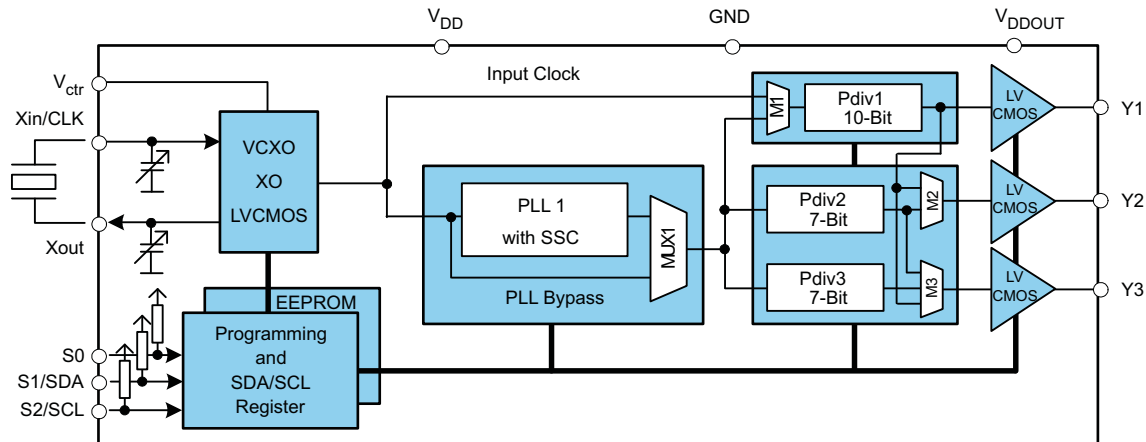 VDD
GND
VDDOUT
Vctr
Input Clock
Xin/CLK
VCXO
XO
LVCMOS
Xout
M1
Pdiv1
10-Bit
LV
CMOS
Y1
PLL 1
with SSC
MUX1
PLL Bypass
Pdiv2
7-Bit
M2
LV
CMOS
Y2
Pdiv3
7-Bit
M3
LV
CMOS
Y3
EEPROM
Programming
and
SDA/SCL
Register
S0
S1/SDA
S2/SCL